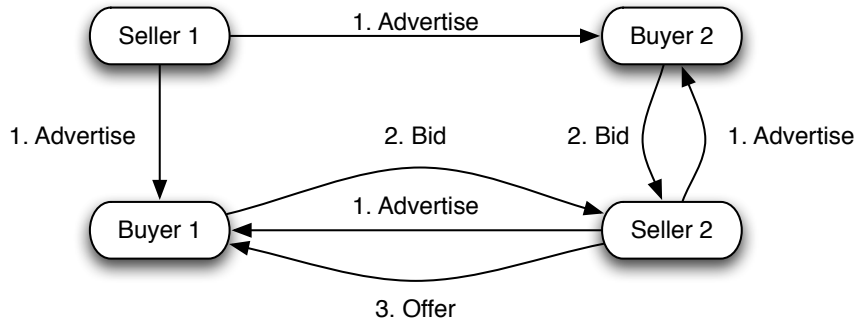 1. Advertise
Seller 1
Buyer 2
1. Advertise
2. Bid
2. Bid
1. Advertise
1. Advertise
Buyer 1
Seller 2
3. Offer